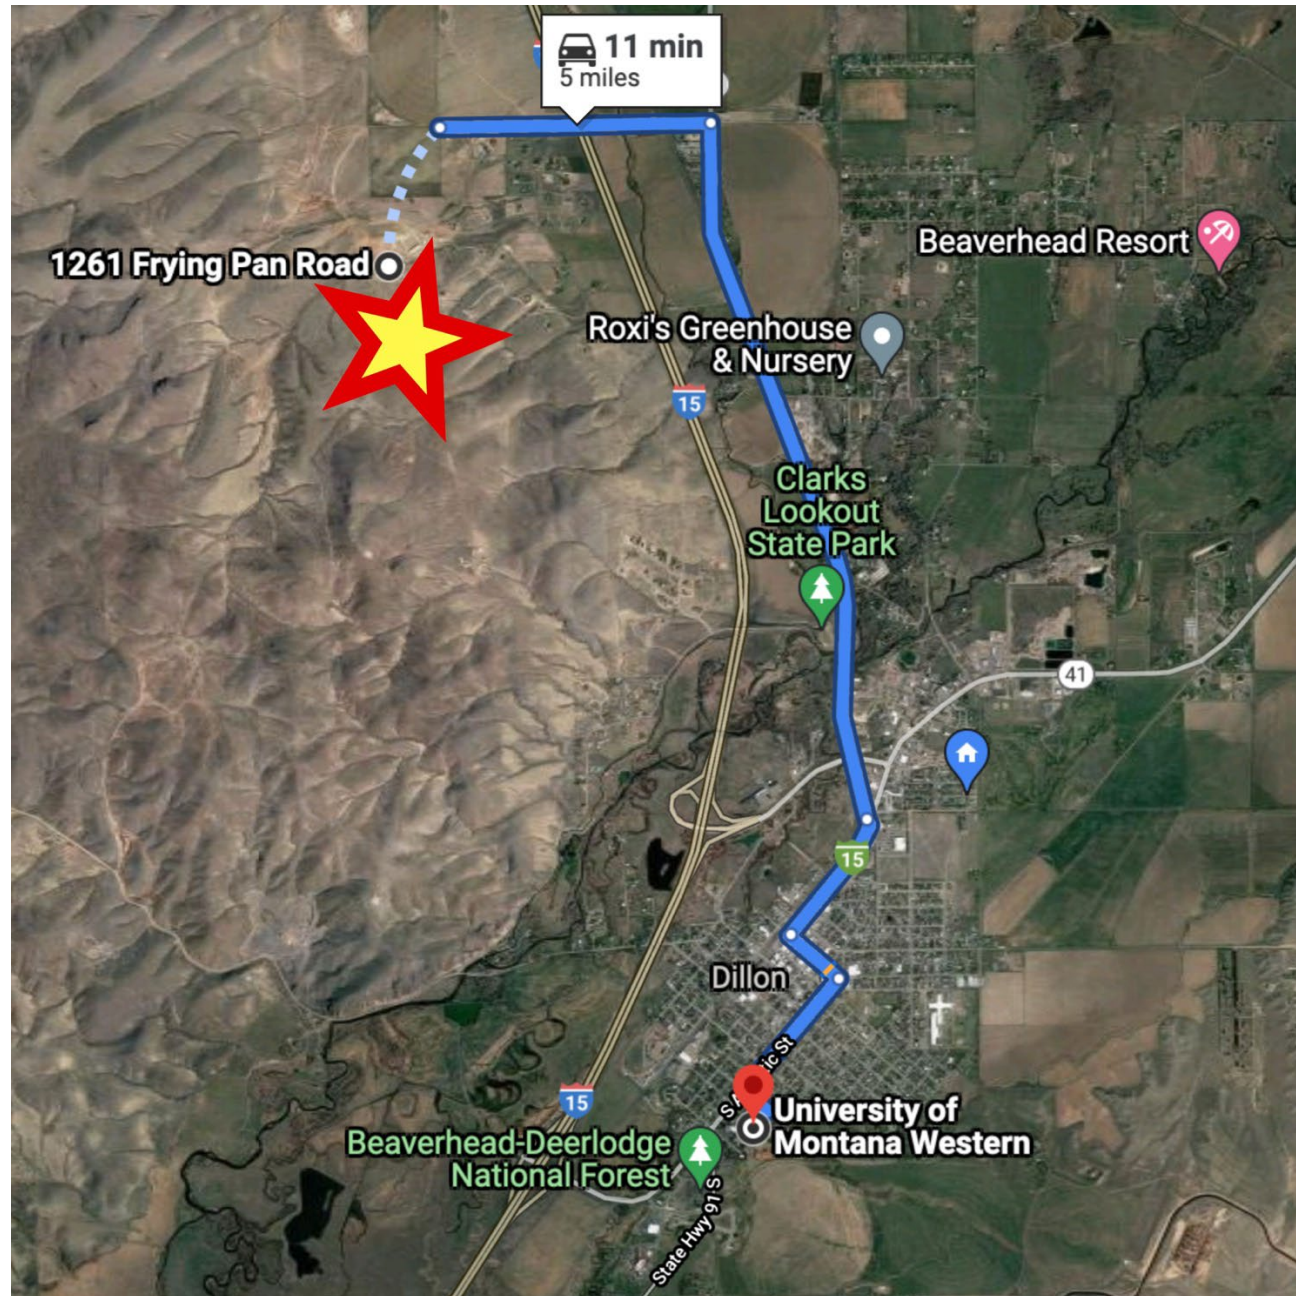 11 min
5 miles
1261 Frying Pan Road
Beaverhead Resort
Roxi's Greenhouse
& Nursery
15
Clarks
Lookout
State Park
41
15
Dillon
15
University of
Montana Western
Beaverhead-Deerlodge
National Forest
State Hwy 91 S